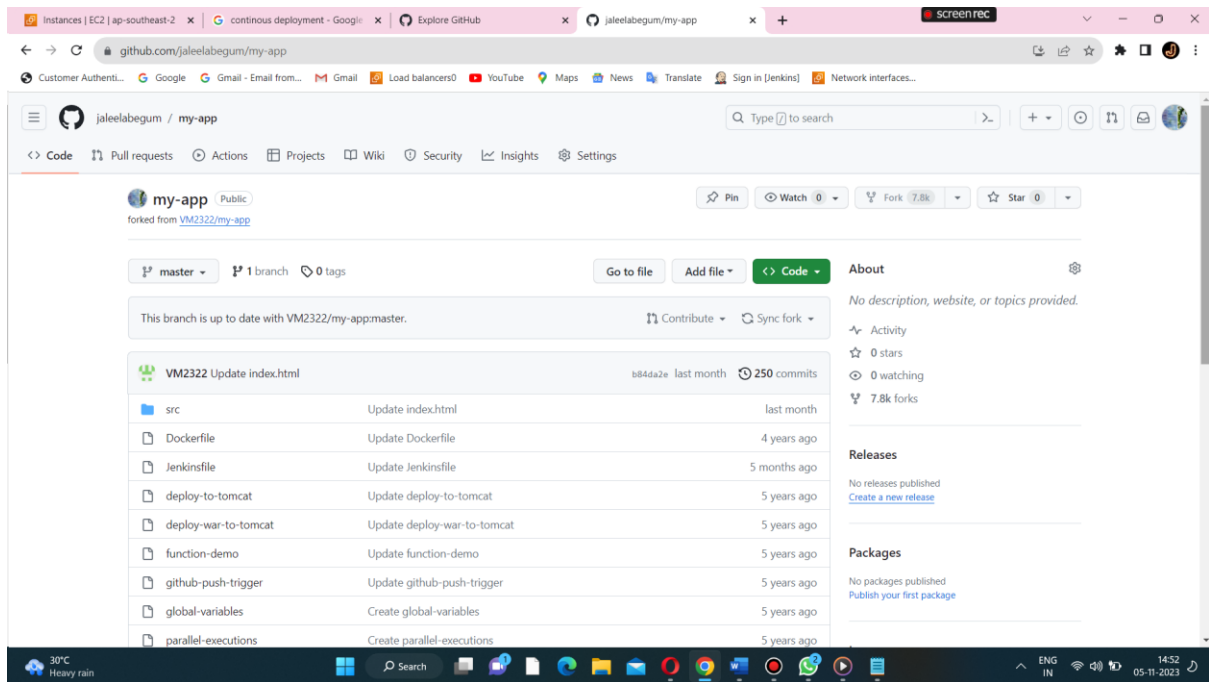 Instances | EC2 | ap-southeast-2
continous deployment - Google
Explore GitHub
jaleelabegum/my-app
screenrec
github.com/jaleelabegum/my-app
Customer Authenti... Google Gmail - Email from... Gmail Load balancers0 YouTube Maps News Translate Sign in [Jenkins] Network interfaces...
jaleelabegum / my-app
Type / to search
<> Code Pull requests Actions Projects Wiki Security Insights Settings
my-app Public
Pin Watch 0 Fork 7.8k Star 0
forked from VM2322/my-app
master 1 branch 0 tags
Go to file Add file <> Code
This branch is up to date with VM2322/my-app:master. Contribute Sync fork
VM2322 Update index.html b84da2e last month 250 commits
src Update index.html last month
Dockerfile Update Dockerfile 4 years ago
Jenkinsfile Update Jenkinsfile 5 months ago
deploy-to-tomcat Update deploy-to-tomcat 5 years ago
deploy-war-to-tomcat Update deploy-war-to-tomcat 5 years ago
function-demo Update function-demo 5 years ago
github-push-trigger Update github-push-trigger 5 years ago
global-variables Create global-variables 5 years ago
parallel-executions Create parallel-executions 5 years ago
About
No description, website, or topics provided.
Activity
0 stars
0 watching
7.8k forks
Releases
No releases published
Create a new release
Packages
No packages published
Publish your first package
30°C
Heavy rain
Search
2
ENG
IN
14:52
05-11-2023